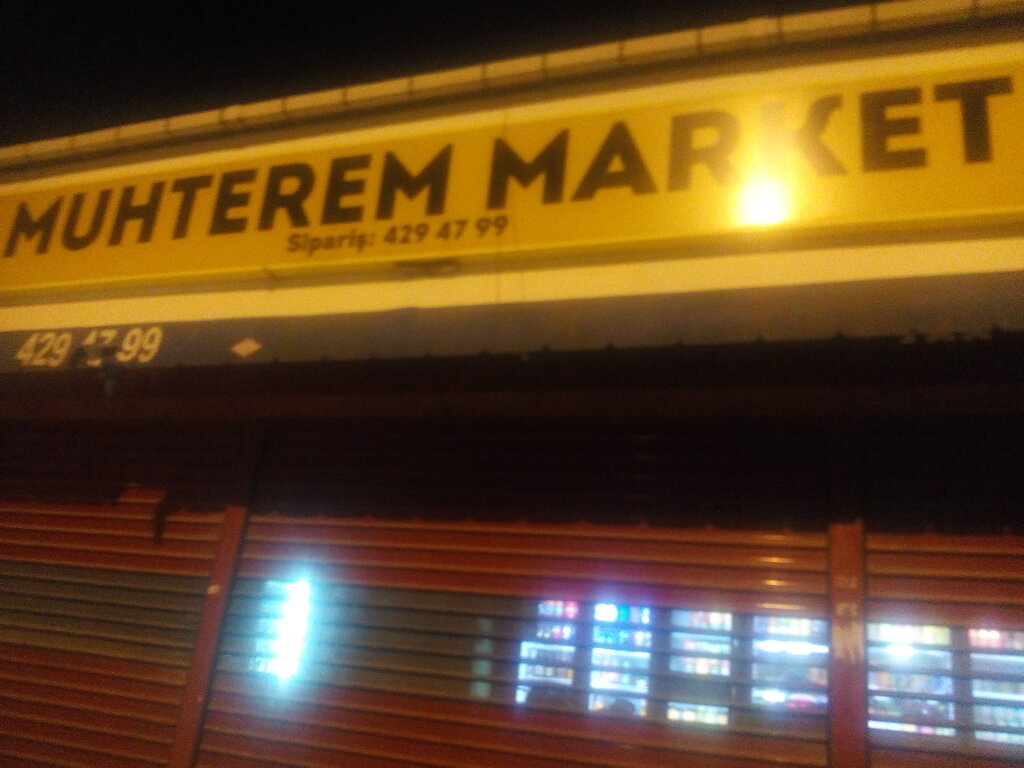 MUHTEREM MARKET
Sipariş: 429 47 99
429 47 99